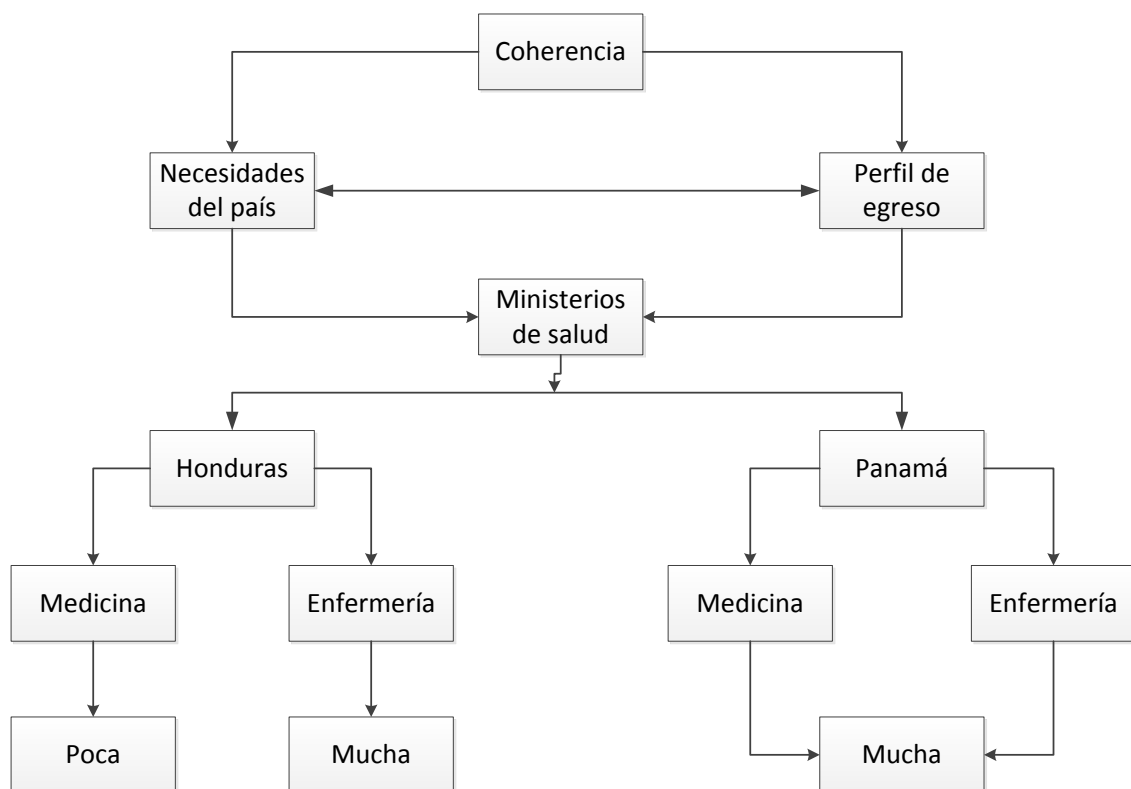 Coherencia
Necesidades
del país
Perfil de
egreso
Ministerios
de salud
Honduras
Panamá
Medicina
Enfermería
Medicina
Enfermería
Poca
Mucha
Mucha